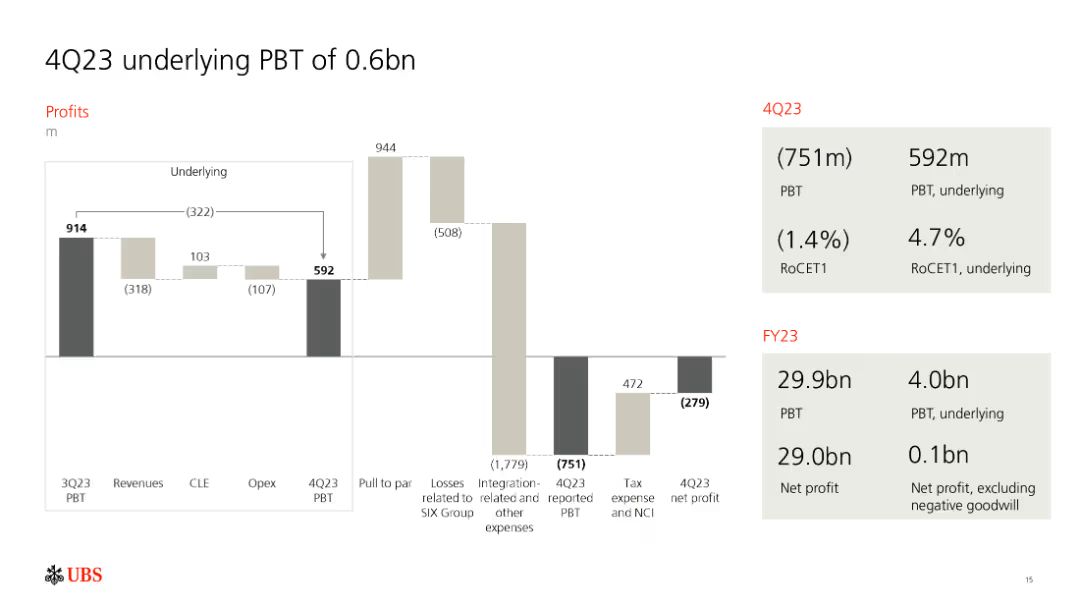 4Q23 underlying PBT of 0.6bn
Profits
m
Underlying
(322)
914
(318)
103
(107)
592
944
(508)
(1,779)
(751)
472
(279)
3Q23
PBT
Revenues
CLE
Opex
4Q23
PBT
Pull to par
Losses
related to
SIX Group
Integration-
related and
other
expenses
4Q23
reported
PBT
Tax
expense
and NCI
4Q23
net profit
4Q23
(751m)
PBT
592m
PBT, underlying
(1.4%)
RoCET1
4.7%
RoCET1, underlying
FY23
29.9bn
PBT
4.0bn
PBT, underlying
29.0bn
Net profit
0.1bn
Net profit, excluding
negative goodwill
UBS
15